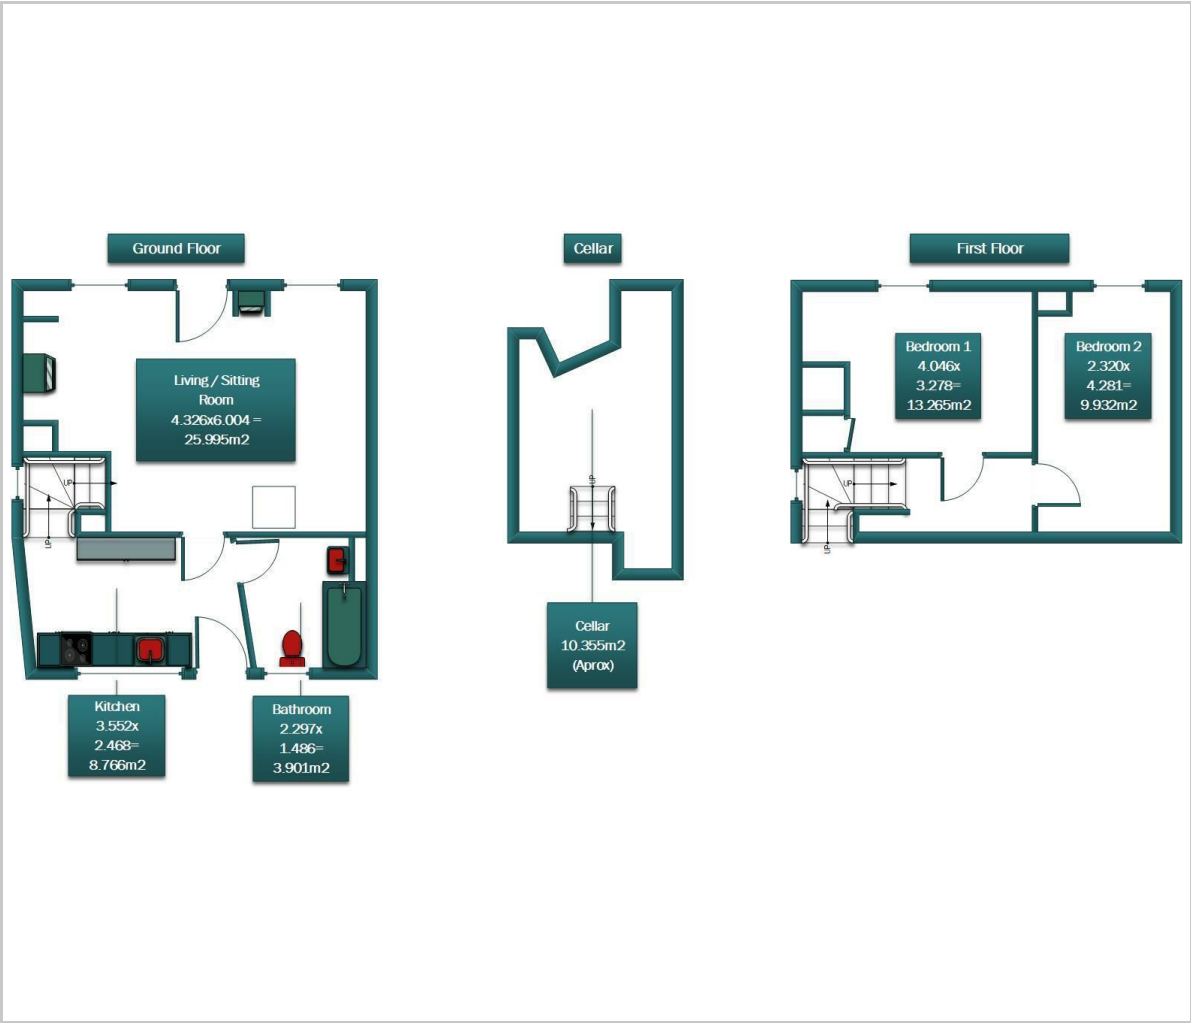 Ground Floor
Cellar
First Floor
Living / Sitting
Room
4.326x6.004 =
25.995m2
UP
UP
Kitchen
3.552x
2.468=
8.766m2
Bathroom
2.297x
1.486=
3.901m2
UP
Cellar
10.355m2
(Aprox)
Bedroom 1
4.046x
3.278=
13.265m2
Bedroom 2
2.320x
4.281=
9.932m2
UP
UP